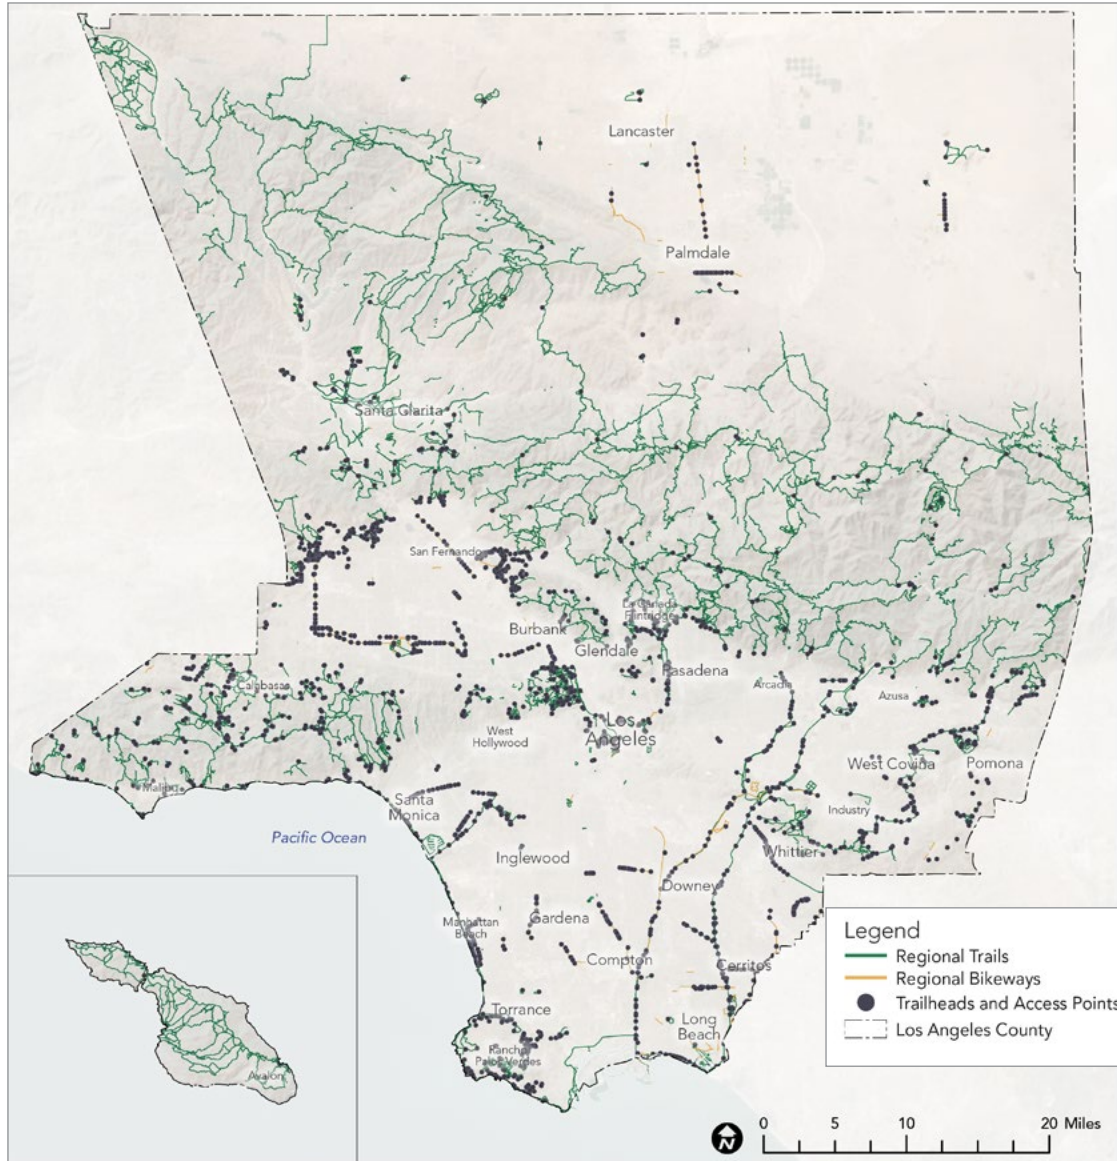 Lancaster
Palmdale
Santa Clarita
San Fernando
La Cañada
Flintridge
Burbank
Glendale
Pasadena
Arcadia
Azusa
Calabasas
West
Hollywood
Los
Angeles
West Covina
Pomona
Malibu
Santa
Monica
Industry
Pacific Ocean
Inglewood
Whittier
Downey
Manhattan
Beach
Gardena
Compton
Cerritos
Torrance
Long
Beach
Rancho
Palos Verdes
Avalon
Legend
Regional Trails
Regional Bikeways
Trailheads and Access Points
Los Angeles County
N
0 5 10 20 Miles